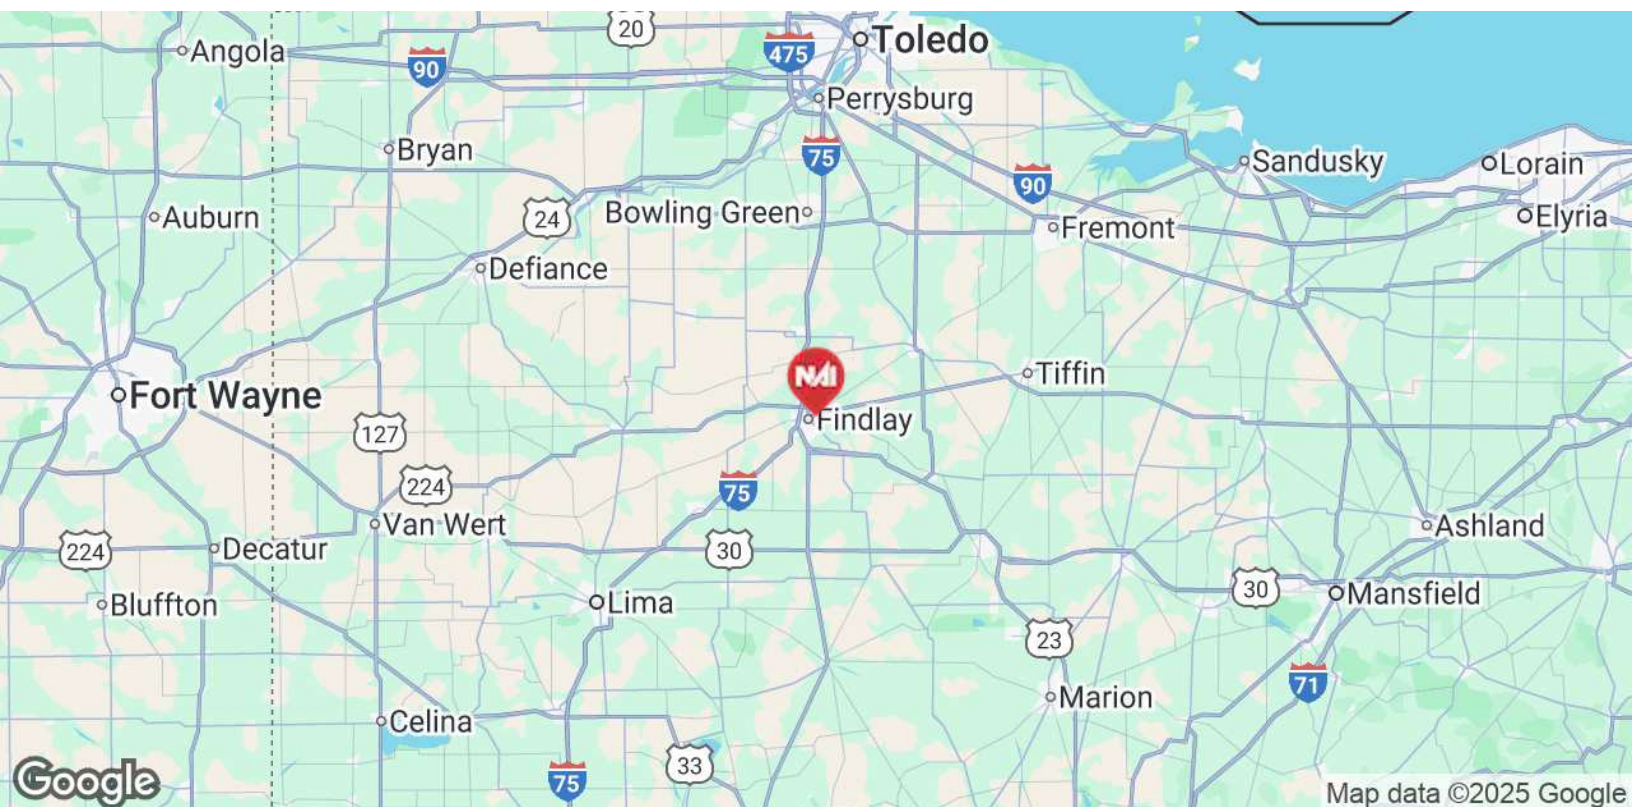 20
Toledo
Angola
475
90
Perrysburg
Bryan
75
Sandusky
Lorain
90
Auburn
24
Bowling Green
Fremont
Elyria
Defiance
NAI
Tiffin
Fort Wayne
Findlay
127
224
75
Van Wert
Ashland
224
Decatur
30
30
Mansfield
Bluffton
Lima
23
71
Marion
Celina
33
Google
75
Map data ©2025 Google